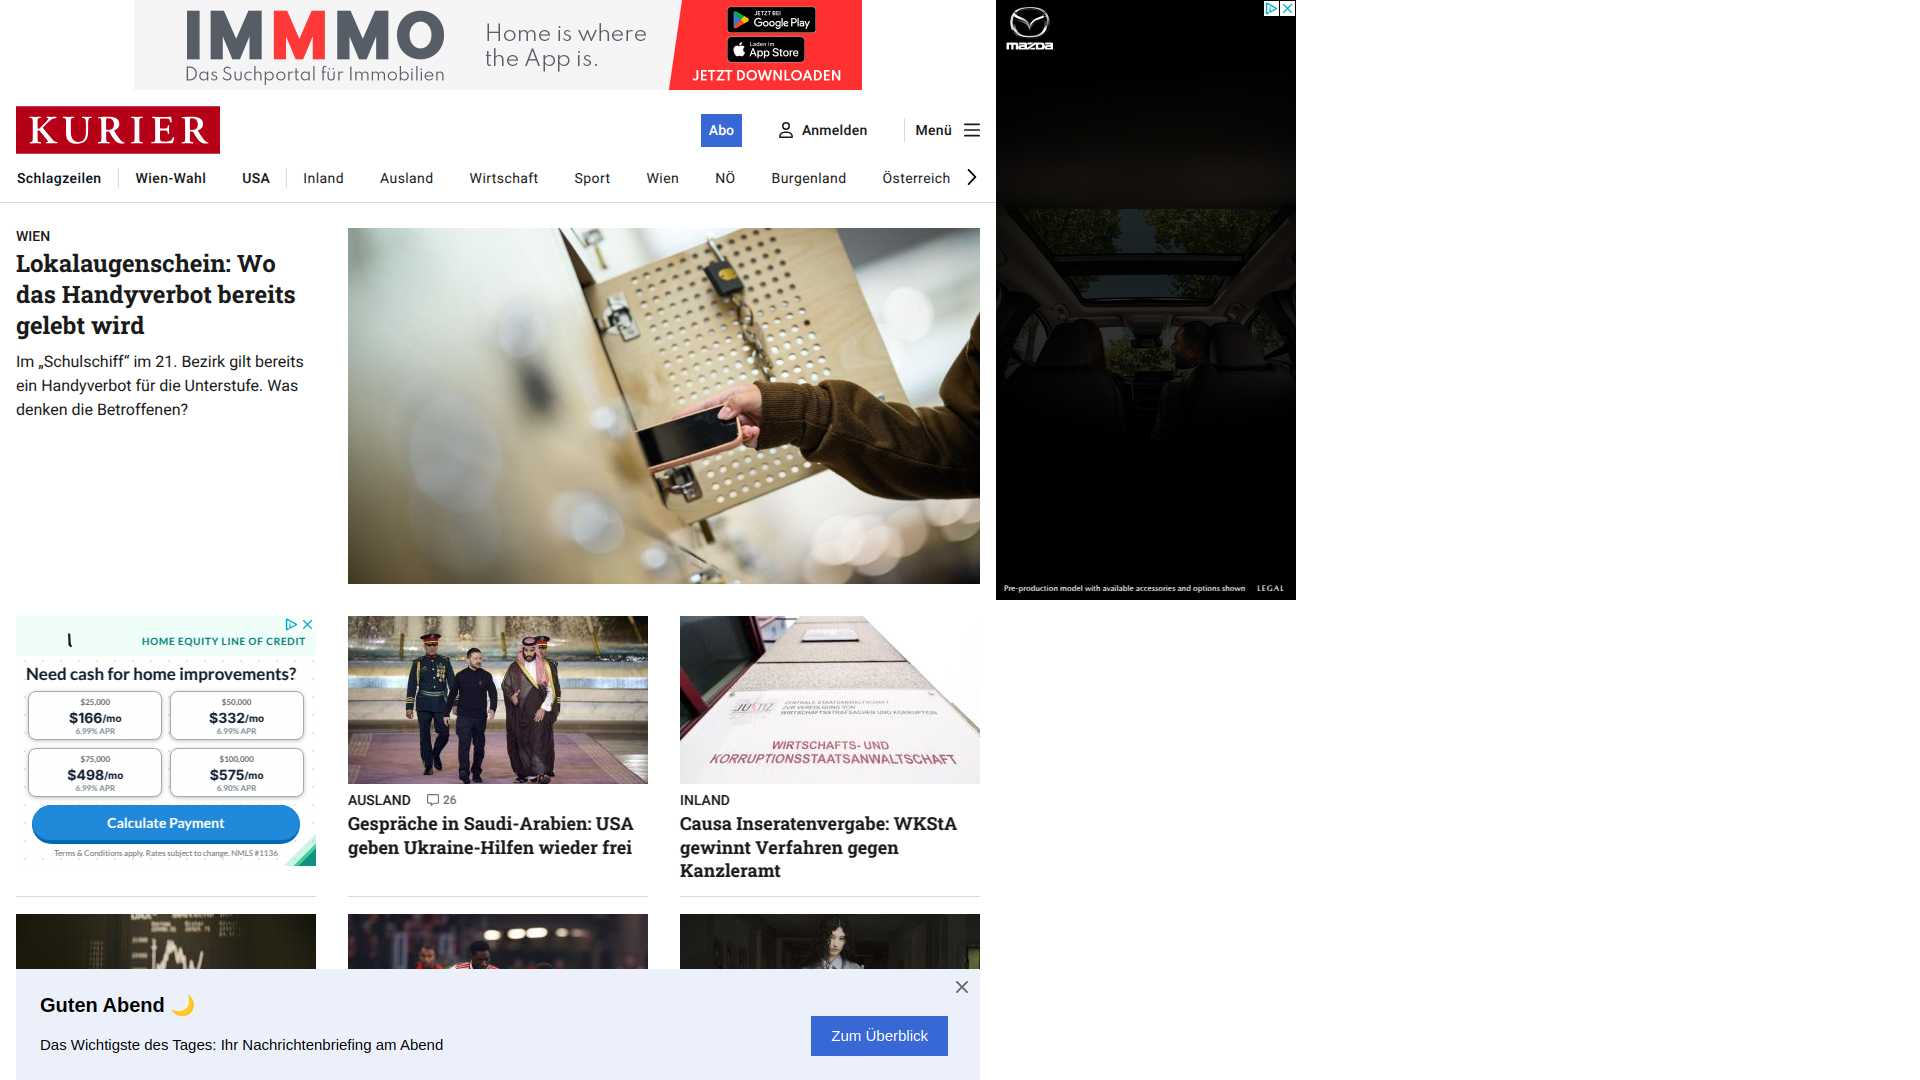 IMMMO
Das Suchportal für Immobilien
Home is where
the App is.
JETZT BEI
Google Play
Laden im
App Store
JETZT DOWNLOADEN
mazda
KURIER
Abo
Anmelden
Menü
Schlagzeilen
Wien-Wahl
USA
Inland
Ausland
Wirtschaft
Sport
Wien
NÖ
Burgenland
Österreich
WIEN
Lokalaugenschein: Wo
das Handyverbot bereits
gelebt wird
Im „Schulschiff“ im 21. Bezirk gilt bereits
ein Handyverbot für die Unterstufe. Was
denken die Betroffenen?
Pre-production model with available accessories and options shown LEGAL
HOME EQUITY LINE OF CREDIT
Need cash for home improvements?
$25,000
$166/mo
6.99% APR
$50,000
$332/mo
6.99% APR
$75,000
$498/mo
6.99% APR
$100,000
$575/mo
6.90% APR
Calculate Payment
Terms & Conditions apply. Rates subject to change. NMLS #1136
AUSLAND
26
Gespräche in Saudi-Arabien: USA
geben Ukraine-Hilfen wieder frei
JUSTIZ
ZENTRALE STAATSANWALTSCHAFT
ZUR VERFOLGUNG VON
WIRTSCHAFTSSTRAFSACHEN UND KORRUPTION
WIRTSCHAFTS- UND
KORRUPTIONSSTAATSANWALTSCHAFT
INLAND
Causa Inseratenvergabe: WKStA
gewinnt Verfahren gegen
Kanzleramt
Guten Abend 🌙
Das Wichtigste des Tages: Ihr Nachrichtenbriefing am Abend
Zum Überblick